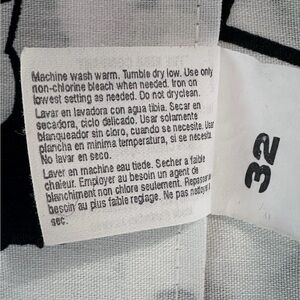 Machine wash warm. Tumble dry low. Use only
non-chlorine bleach when needed. Iron on
lowest setting as needed. Do not dryclean.
Lavar en lavadora con agua tibia. Secar en
secadora, ciclo delicado. Usar solamente
blanqueador sin cloro, cuando se necesite. Usar
plancha en mínima temperatura, si se necesite.
No lavar en seco.
Laver en machine eau tiede. Secher a faible
chaleur. Employer au besoin un agent de
blanchiment non chlore seulement. Repasser
besoin au plus faible reglage. Ne pas nettoyer
sec.
32